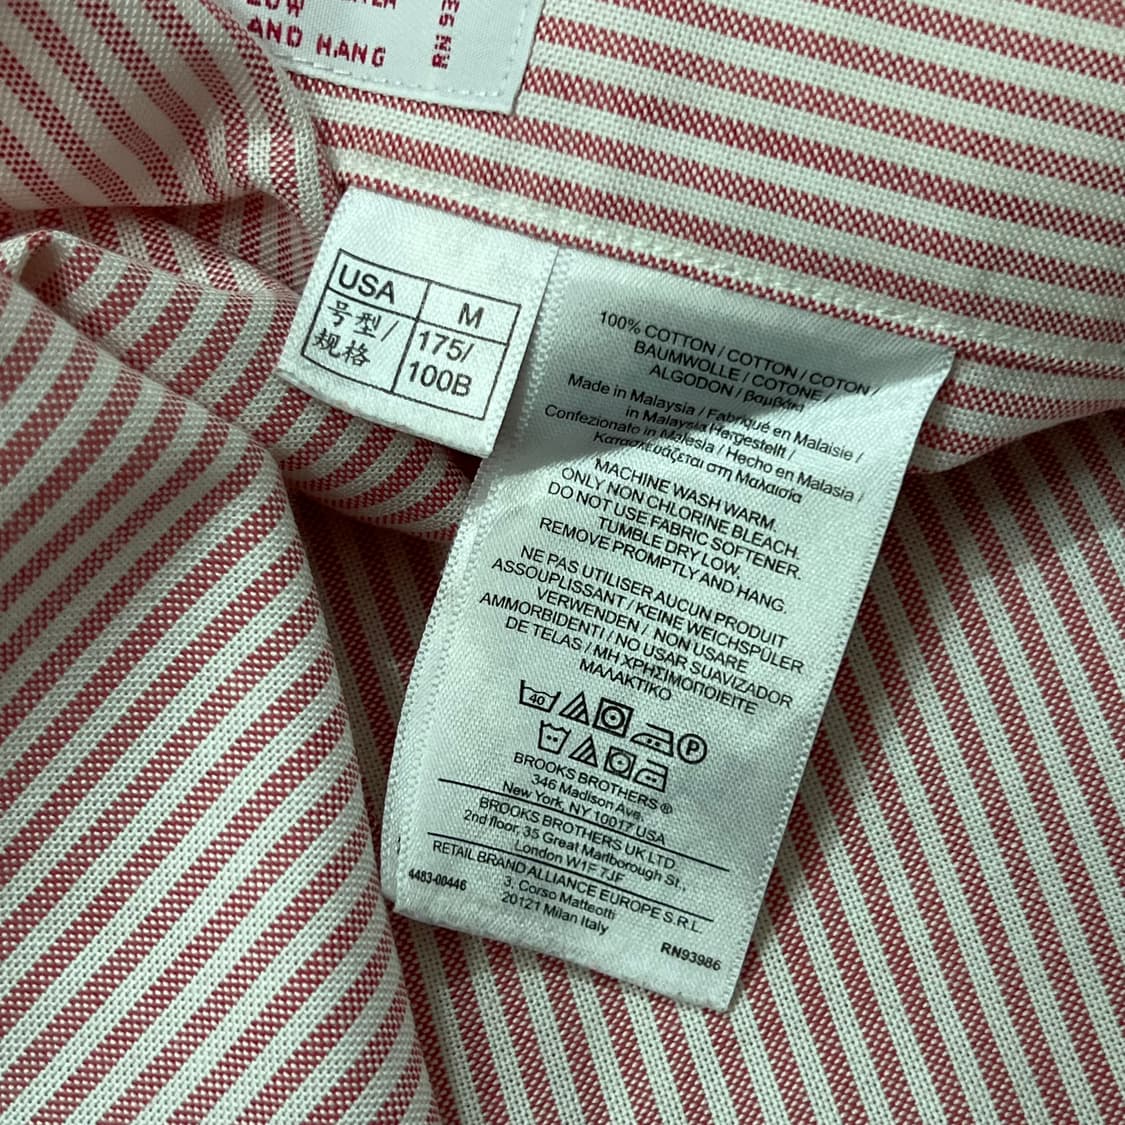 AND HANG
RN
USA
M
号型/
规格
175/
100B
100% COTTON / COTTON / COTON /
BAUMWOLLE / COTONE /
ALGODON / βαμβάκι
Made in Malaysia / Fabriqué en Malaisie /
in Malaysia Hergestellt /
Confezionato in Malesia / Hecho en Malasia /
Κατασκευάζεται στη Μαλαισία
MACHINE WASH WARM.
ONLY NON CHLORINE BLEACH.
DO NOT USE FABRIC SOFTENER.
TUMBLE DRY LOW.
REMOVE PROMPTLY AND HANG.
NE PAS UTILISER AUCUN PRODUIT
ASSOUPLISSANT / KEINE WEICHSPÜLER
VERWENDEN / NON USARE
AMMORBIDENTI / NO USAR SUAVIZADOR
DE TELAS / ΜΗ ΧΡΗΣΙΜΟΠΟΙΕΙΤΕ
ΜΑΛΑΚΤΙΚΟ
40
P
BROOKS BROTHERS ®
346 Madison Ave.
New York, NY 10017 USA
BROOKS BROTHERS UK LTD.
2nd floor, 35 Great Marlborough St.,
London W1F 7JF
RETAIL BRAND ALLIANCE EUROPE S.R.L.
3, Corso Matteotti
20121 Milan Italy
4483-00446
RN93986